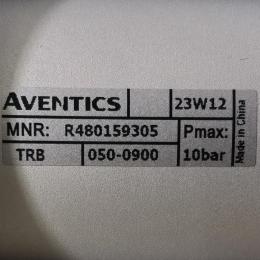 AVENTICS 23W12
MNR: R480159305 Pmax:
TRB 050-0900 10bar
Made in China